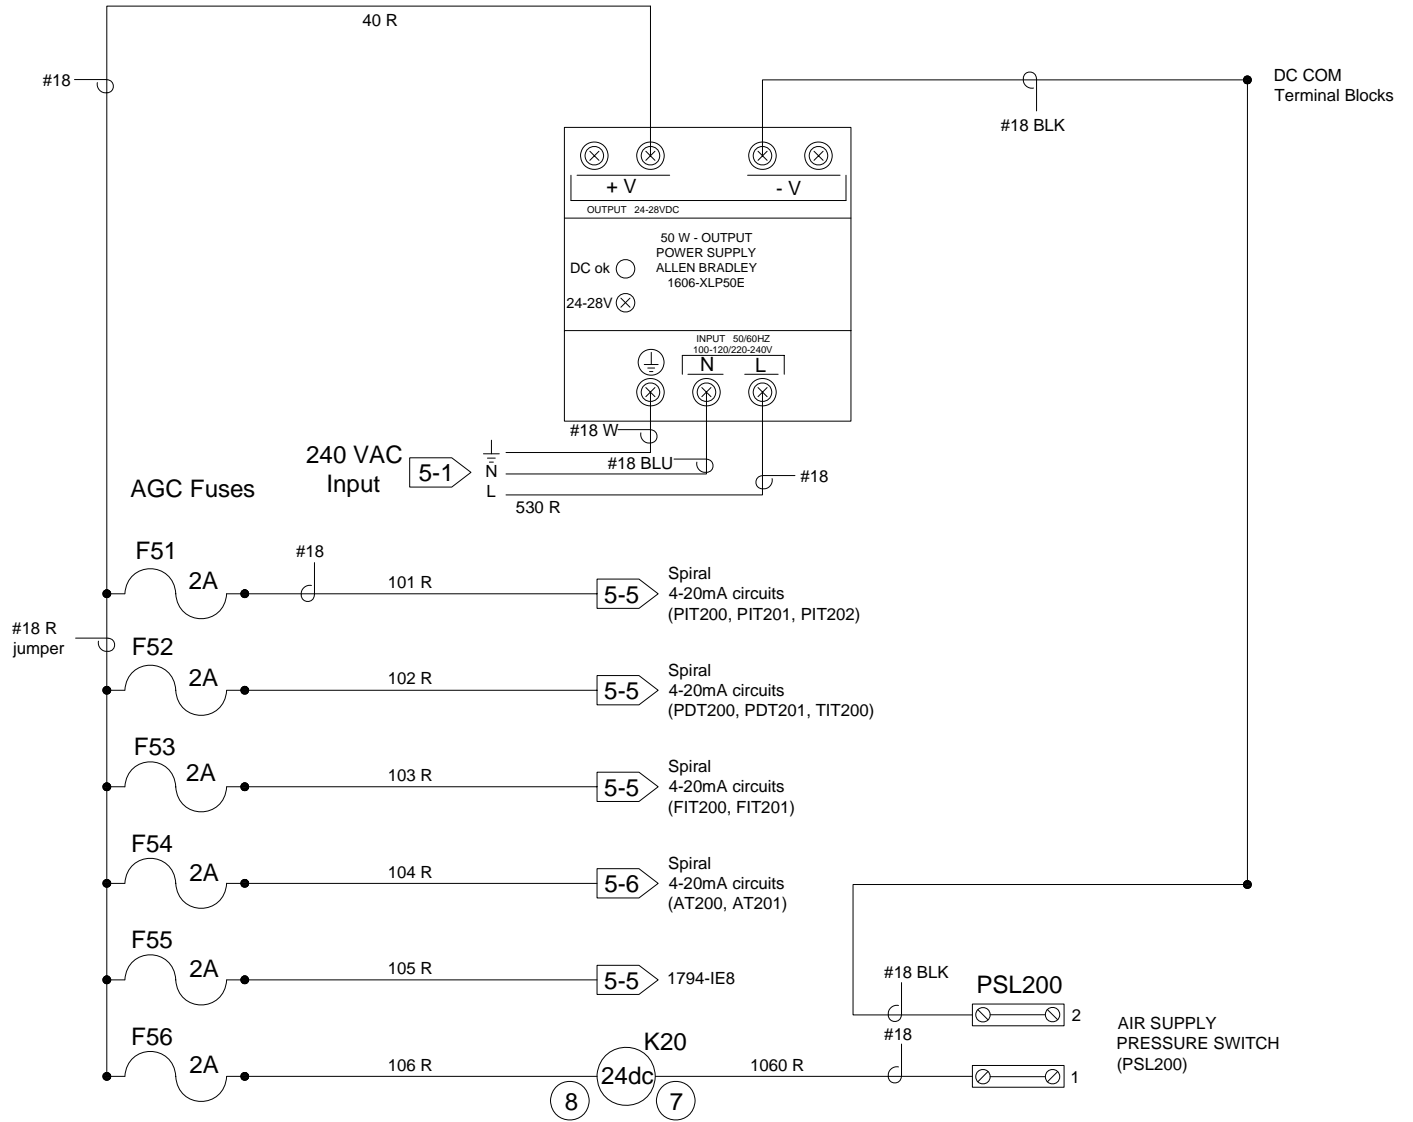 40 R
#18
DC COM
Terminal Blocks
#18 BLK
+ V
- V
OUTPUT 24-28VDC
50 W - OUTPUT
POWER SUPPLY
ALLEN BRADLEY
1606-XLP50E
DC ok
24-28V
INPUT 50/60HZ
100-120/220-240V
N
L
#18 W
240 VAC
Input
5-1
N
L
#18 BLU
#18
530 R
AGC Fuses
F51
2A
#18
101 R
5-5
Spiral
4-20mA circuits
(PIT200, PIT201, PIT202)
#18 R
jumper
F52
2A
102 R
5-5
Spiral
4-20mA circuits
(PDT200, PDT201, TIT200)
F53
2A
103 R
5-5
Spiral
4-20mA circuits
(FIT200, FIT201)
F54
2A
104 R
5-6
Spiral
4-20mA circuits
(AT200, AT201)
F55
2A
105 R
5-5
1794-IE8
#18 BLK
PSL200
2
AIR SUPPLY
PRESSURE SWITCH
(PSL200)
F56
2A
106 R
K20
24dc
8
7
1060 R
#18
1